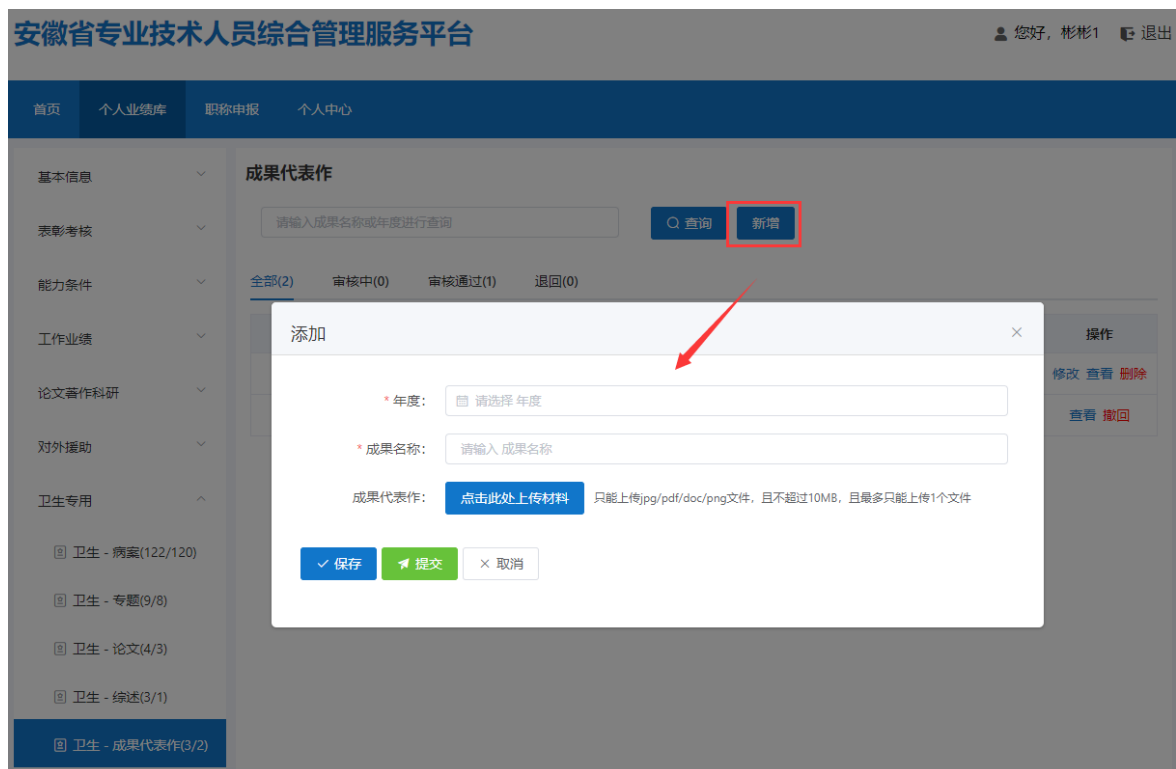 安徽省专业技术人员综合管理服务平台
您好，彬彬1 退出
首页 个人业绩库 职称申报 个人中心
基本信息
表彰考核
能力条件
工作业绩
论文著作科研
对外援助
卫生专用
卫生 - 病案(122/120)
卫生 - 专题(9/8)
卫生 - 论文(4/3)
卫生 - 综述(3/1)
卫生 - 成果代表作(3/2)
成果代表作
请输入成果名称或年度进行查询 查询 新增
全部(2) 审核中(0) 审核通过(1) 退回(0)
操作
修改 查看 删除
查看 撤回
添加
* 年度： 请选择 年度
* 成果名称： 请输入 成果名称
成果代表作： 点击此处上传材料 只能上传jpg/pdf/doc/png文件，且不超过10MB，且最多只能上传1个文件
保存 提交 取消